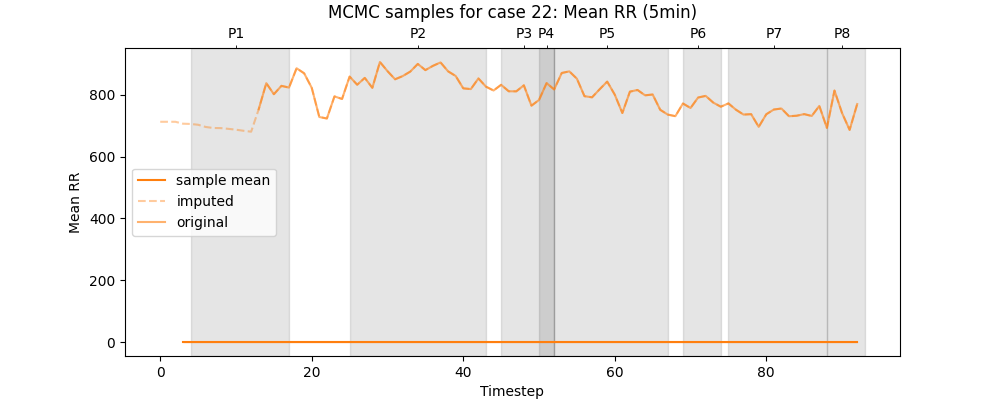 MCMC samples for case 22: Mean RR (5min)
P1 P2 P3 P4 P5 P6 P7 P8
800
600
400
200
0
Mean RR
sample mean
imputed
original
0 20 40 60 80
Timestep